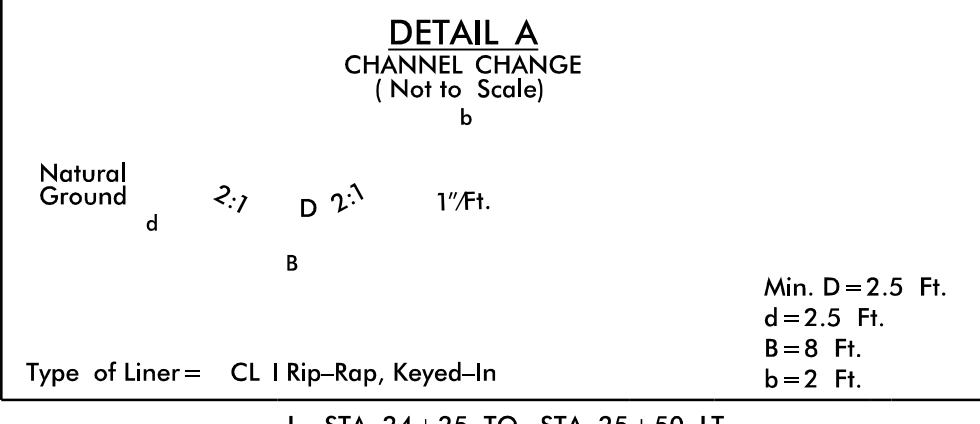 DETAIL A
CHANNEL CHANGE
( Not to Scale)
b
Natural
Ground
2:1
D
2:1
1"/Ft.
d
B
Min. D=2.5 Ft.
d=2.5 Ft.
B=8 Ft.
b=2 Ft.
Type of Liner= CL I Rip-Rap, Keyed-In